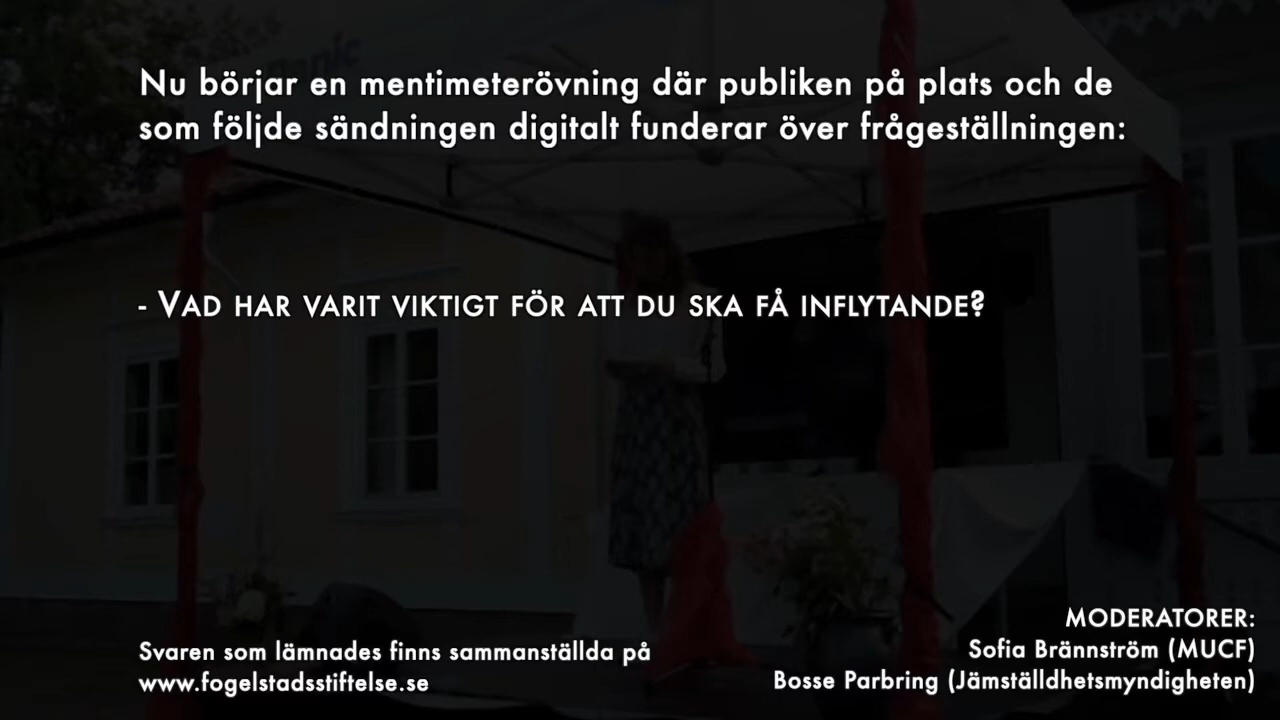 Nu börjar en mentimeterövning där publiken på plats och de
som följde sändningen digitalt funderar över frågeställningen:
- VAD HAR VARIT VIKTIGT FÖR ATT DU SKA FÅ INFLYTANDE?
Svaren som lämnades finns sammanställda på
www.fogelstadsstiftelse.se
MODERATORER:
Sofia Brännström (MUCF)
Bosse Parbring (Jämställdhetsmyndigheten)